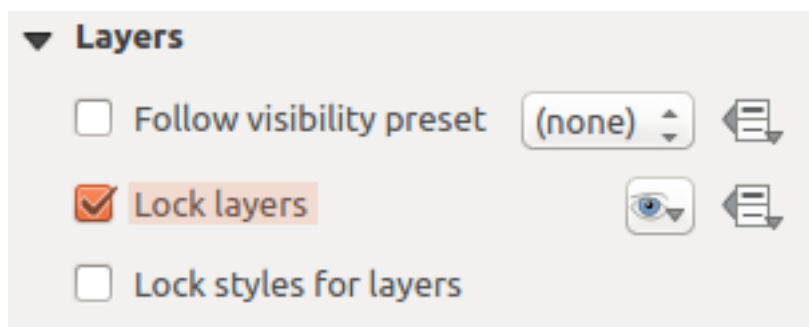 Layers
Follow visibility preset (none)
Lock layers
Lock styles for layers